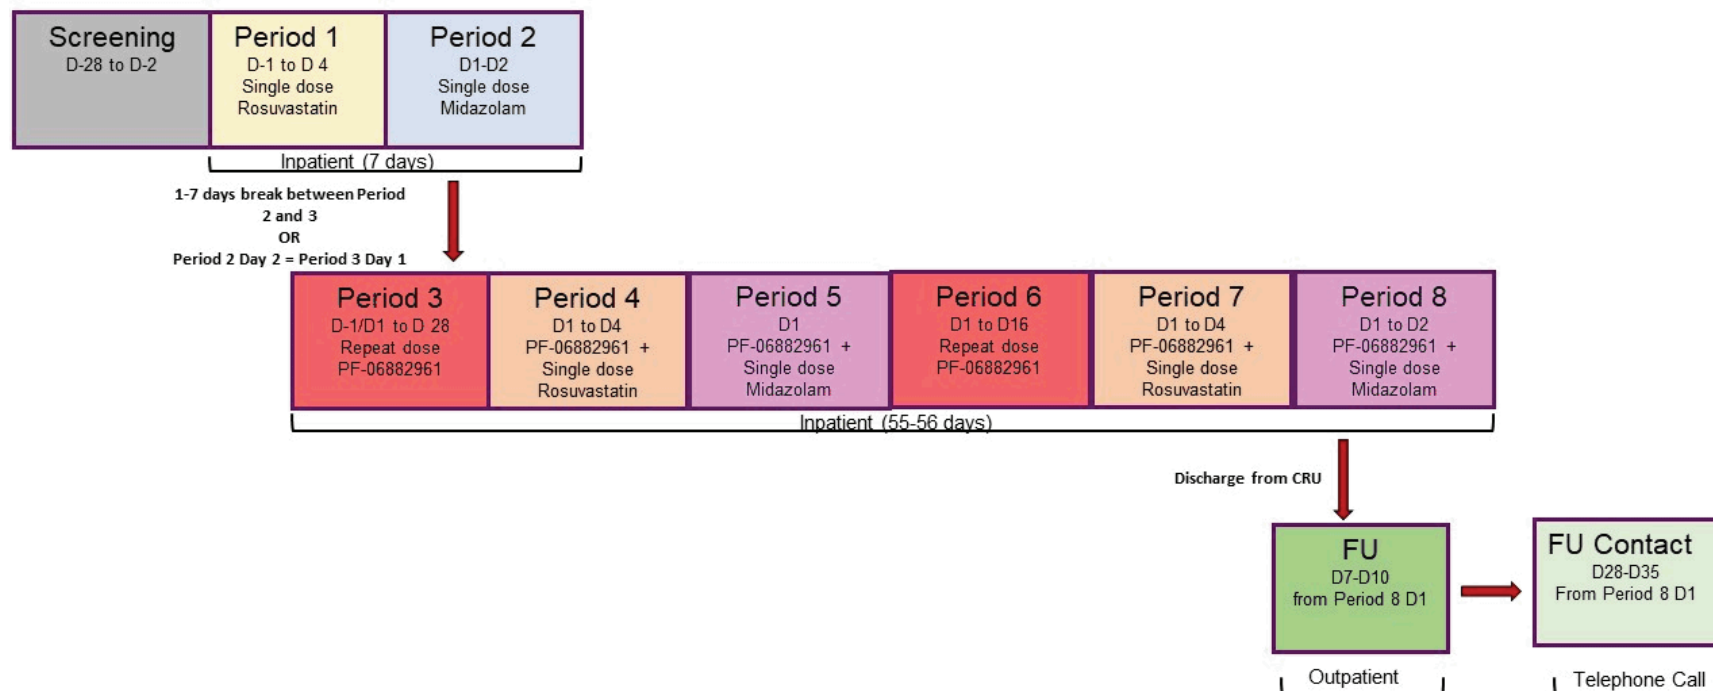 Screening
D-28 to D-2
Period 1
D-1 to D 4
Single dose
Rosuvastatin
Period 2
D1-D2
Single dose
Midazolam
Inpatient (7 days)
1-7 days break between Period
2 and 3
OR
Period 2 Day 2 = Period 3 Day 1
Period 3
D-1/D1 to D 28
Repeat dose
PF-06882961
Period 4
D1 to D4
PF-06882961 +
Single dose
Rosuvastatin
Period 5
D1
PF-06882961 +
Single dose
Midazolam
Period 6
D1 to D16
Repeat dose
PF-06882961
Period 7
D1 to D4
PF-06882961 +
Single dose
Rosuvastatin
Period 8
D1 to D2
PF-06882961 +
Single dose
Midazolam
Inpatient (55-56 days)
Discharge from CRU
FU
D7-D10
from Period 8 D1
Outpatient
FU Contact
D28-D35
From Period 8 D1
Telephone Call